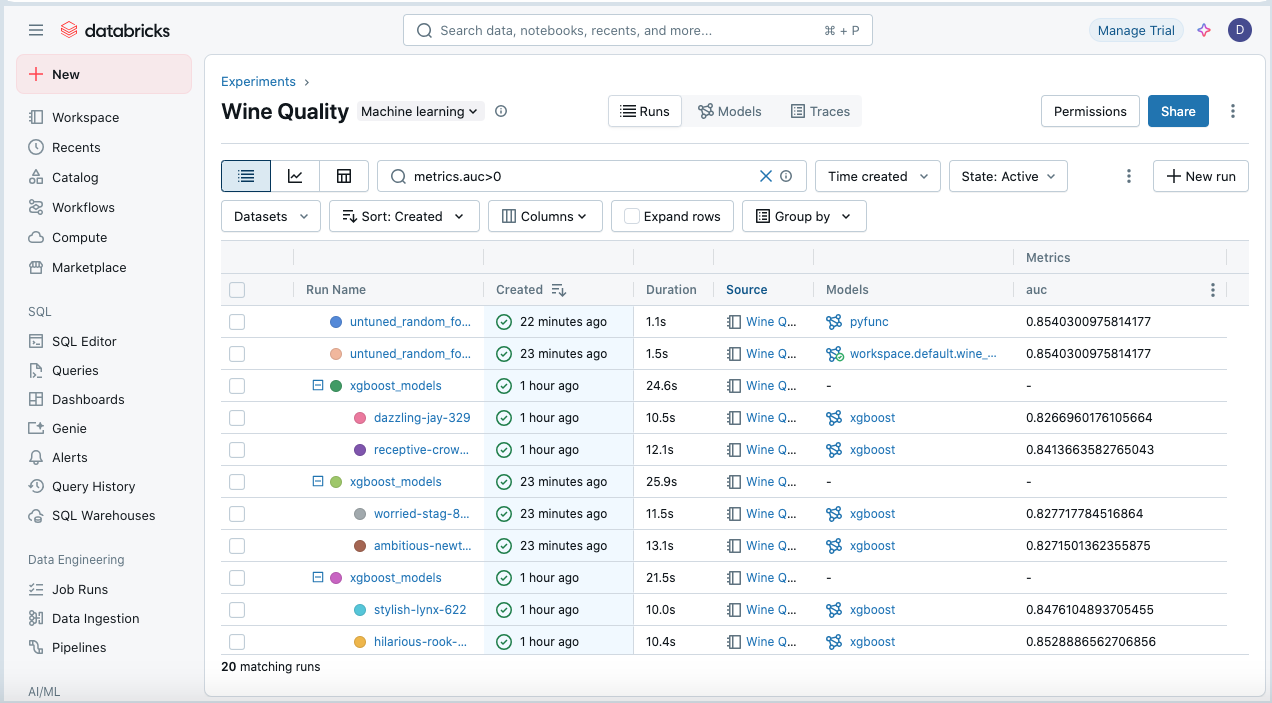 databricks
Search data, notebooks, recents, and more... ⌘ + P
Manage Trial
D
New
Workspace
Recents
Catalog
Workflows
Compute
Marketplace
SQL
SQL Editor
Queries
Dashboards
Genie
Alerts
Query History
SQL Warehouses
Data Engineering
Job Runs
Data Ingestion
Pipelines
AI/ML
Experiments ›
Wine Quality Machine learning
Runs Models Traces
Permissions Share
metrics.auc>0
Time created State: Active
New run
Datasets Sort: Created Columns Expand rows Group by
Metrics
Run Name Created Duration Source Models auc
untuned_random_fo... 22 minutes ago 1.1s Wine Q... pyfunc 0.8540300975814177
untuned_random_fo... 23 minutes ago 1.5s Wine Q... workspace.default.wine_... 0.8540300975814177
xgboost_models 1 hour ago 24.6s Wine Q... - -
dazzling-jay-329 1 hour ago 10.5s Wine Q... xgboost 0.8266960176105664
receptive-crow... 1 hour ago 12.1s Wine Q... xgboost 0.8413663582765043
xgboost_models 23 minutes ago 25.9s Wine Q... - -
worried-stag-8... 23 minutes ago 11.5s Wine Q... xgboost 0.827717784516864
ambitious-newt... 23 minutes ago 13.1s Wine Q... xgboost 0.8271501362355875
xgboost_models 1 hour ago 21.5s Wine Q... - -
stylish-lynx-622 1 hour ago 10.0s Wine Q... xgboost 0.8476104893705455
hilarious-rook-... 1 hour ago 10.4s Wine Q... xgboost 0.8528886562706856
20 matching runs